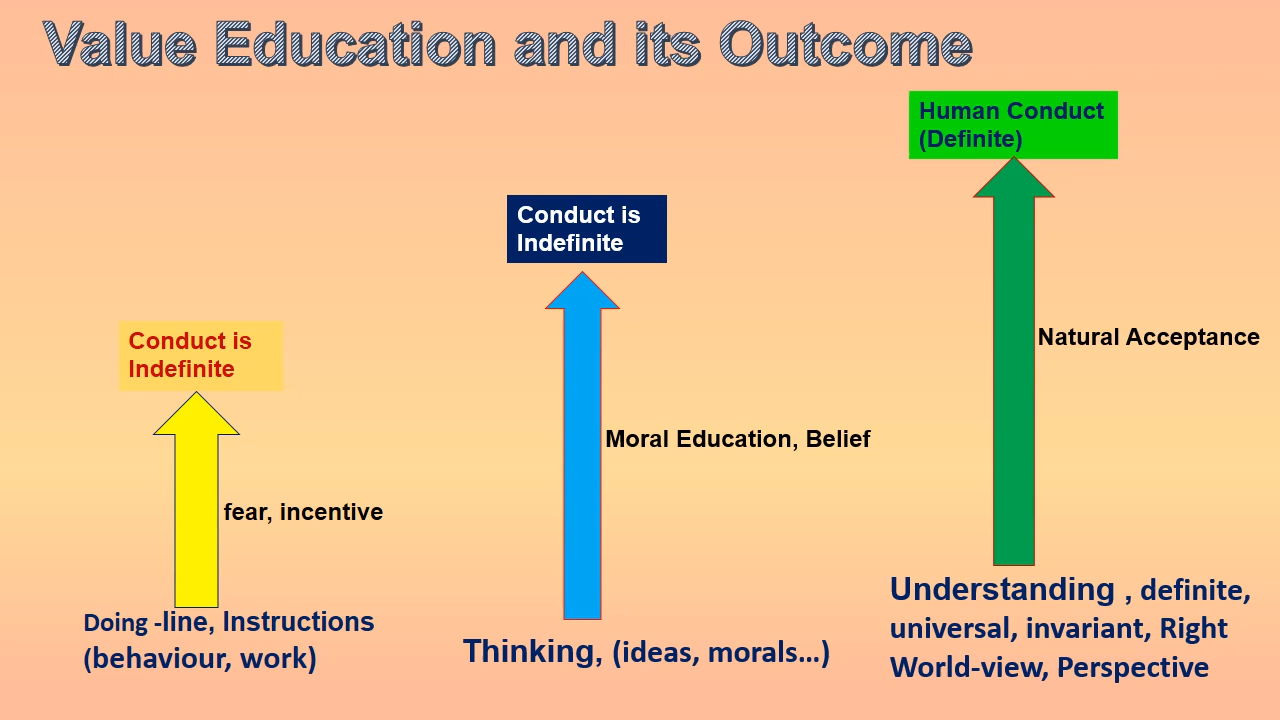 Value Education and its Outcome
Human Conduct
(Definite)
Conduct is
Indefinite
Conduct is
Indefinite
Natural Acceptance
Moral Education, Belief
fear, incentive
Doing -line, Instructions
(behaviour, work)
Thinking, (ideas, morals…)
Understanding , definite,
universal, invariant, Right
World-view, Perspective